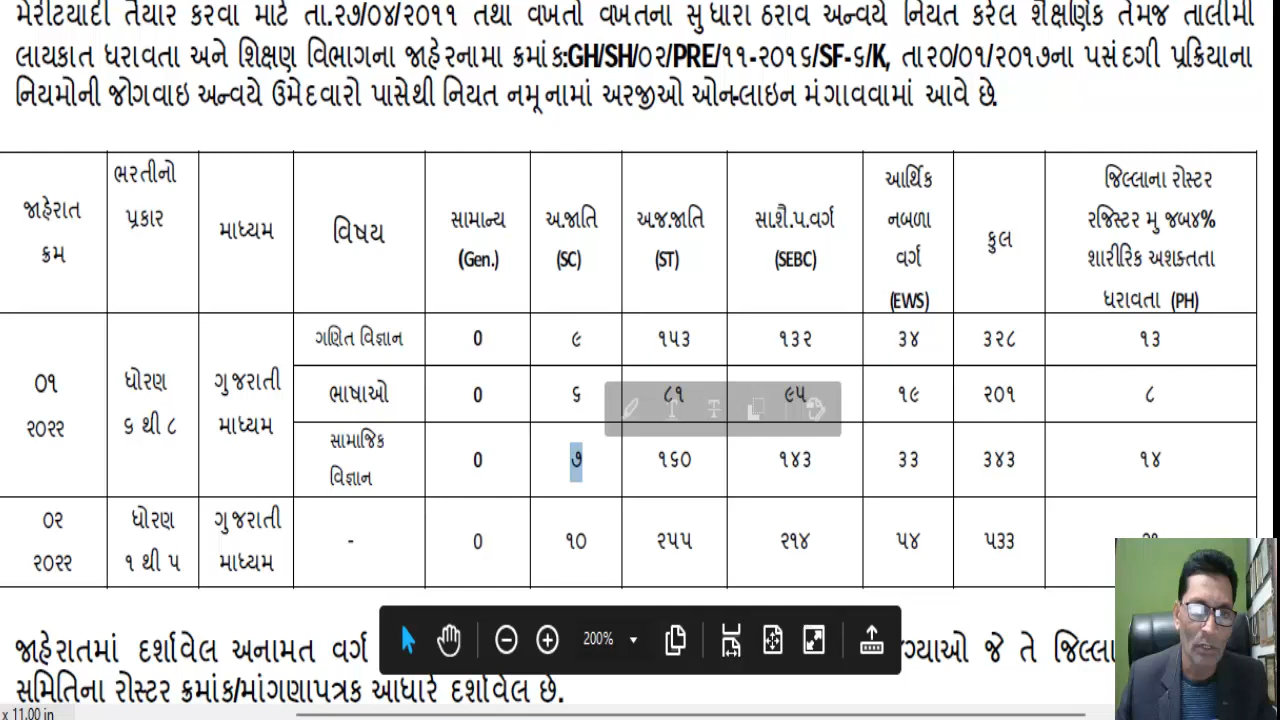 મેરીટયાદી તૈયાર કરવા માટે તા.૨૭/૦૪/૨૦૧૧ તથા વખતો વખતના સુધારા ઠરાવ અન્વયે નિયત કરેલ શૈક્ષણિક તેમજ તાલીમી
લાયકાત ધરાવતા અને શિક્ષણ વિભાગના જાહેરનામા ક્રમાંક:GH/SH/૦૨/PRE/૧૧-૨૦૧૬/SF-૬/K, તા૨૦/૦૧/૨૦૧૭ના પસંદગી પ્રક્રિયાના
નિયમોની જોગવાઇ અન્વયે ઉમેદવારો પાસેથી નિયત નમૂનામાં અરજીઓ ઓન-લાઇન મંગાવવામાં આવે છે.
જાહેરાત ક્રમ
ભરતીનો પ્રકાર
માધ્યમ
વિષય
સામાન્ય (Gen.)
અ.જાતિ (SC)
અ.જ.જાતિ (ST)
સા.શૈ.પ.વર્ગ (SEBC)
આર્થિક નબળા વર્ગ (EWS)
કુલ
જિલ્લાના રોસ્ટર રજિસ્ટર મુજબ૪% શારીરિક અશક્તતા ધરાવતા (PH)
૦૧ ૨૦૨૨
ધોરણ ૬ થી ૮
ગુજરાતી માધ્યમ
ગણિત વિજ્ઞાન 0 ૯ ૧૫૩ ૧૩૨ ૩૪ ૩૨૮ ૧૩
ભાષાઓ 0 ૬ ૮૧ ૯૫ ૧૯ ૨૦૧ ૮
સામાજિક વિજ્ઞાન 0 ૭ ૧૬૦ ૧૪૩ ૩૩ ૩૪૩ ૧૪
૦૨ ૨૦૨૨
ધોરણ ૧ થી ૫
ગુજરાતી માધ્યમ
- 0 ૧૦ ૨૫૫ ૨૧૪ ૫૪ ૫૩૩
200%
જાહેરાતમાં દર્શાવેલ અનામત વર્ગ જે તે
સમિતિના રોસ્ટર ક્રમાંક/માંગણાપત્રક આધારે દર્શાવેલ છે.
x 11.00 in